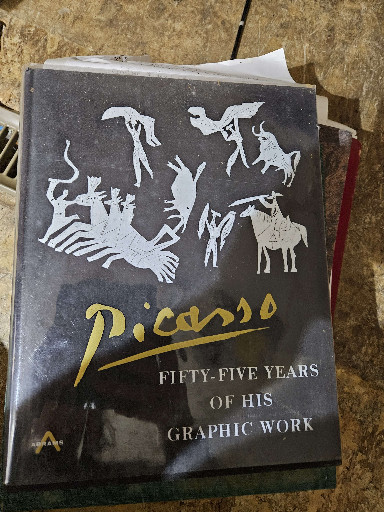 Picasso
FIFTY-FIVE YEARS
OF HIS
GRAPHIC WORK
ABRAMS